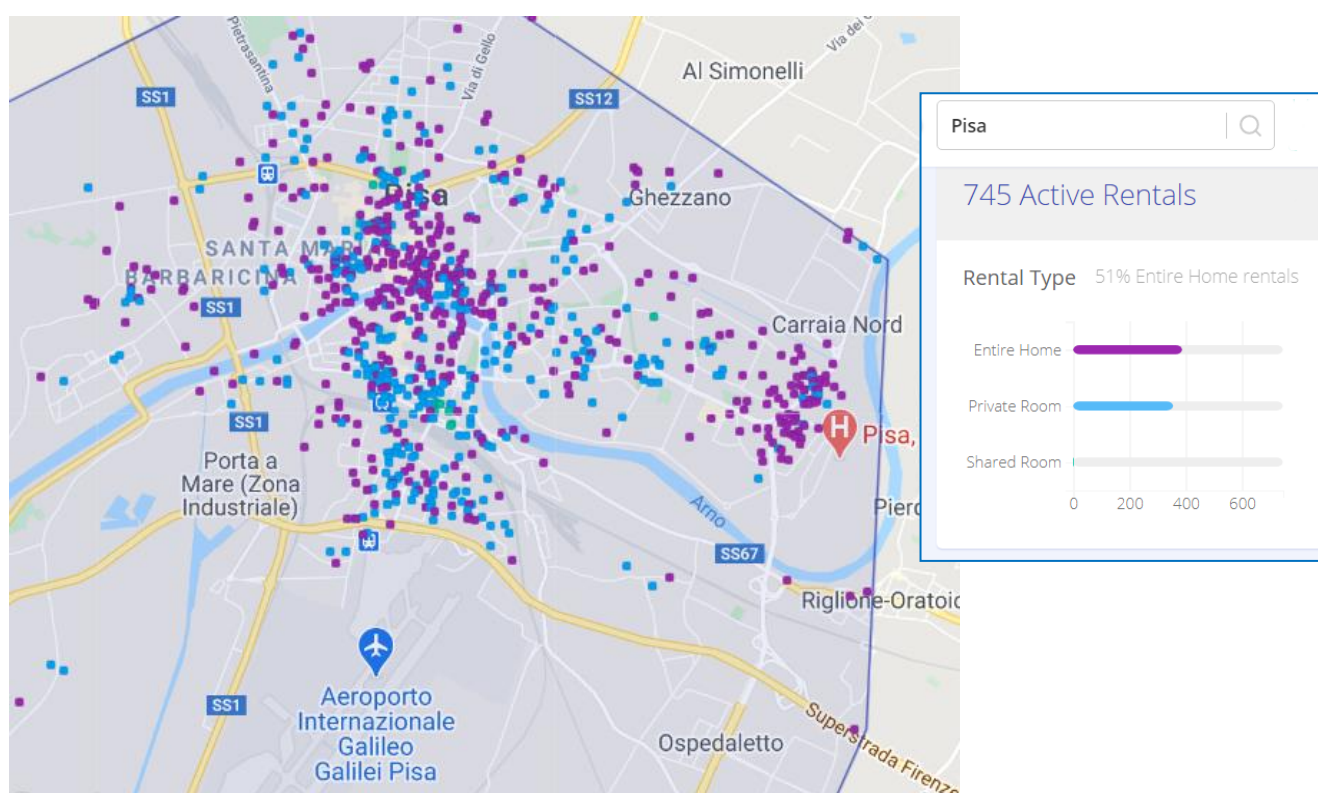 Pietrasantina
Via di Gello
Via dei
Al Simonelli
SS1
SS12
Pisa
Ghezzano
SANTA
BARBARICINA
SS1
Carraia Nord
SS1
Pisa,
Porta a
Mare (Zona
Industriale)
Arno
SS67
Riglione-Oratoio
Aeroporto
Internazionale
Galileo
Galilei Pisa
SS1
Superstrada Firenze
Ospedaletto
Pisa
745 Active Rentals
Rental Type 51% Entire Home rentals
Entire Home
Private Room
Shared Room
0 200 400 600